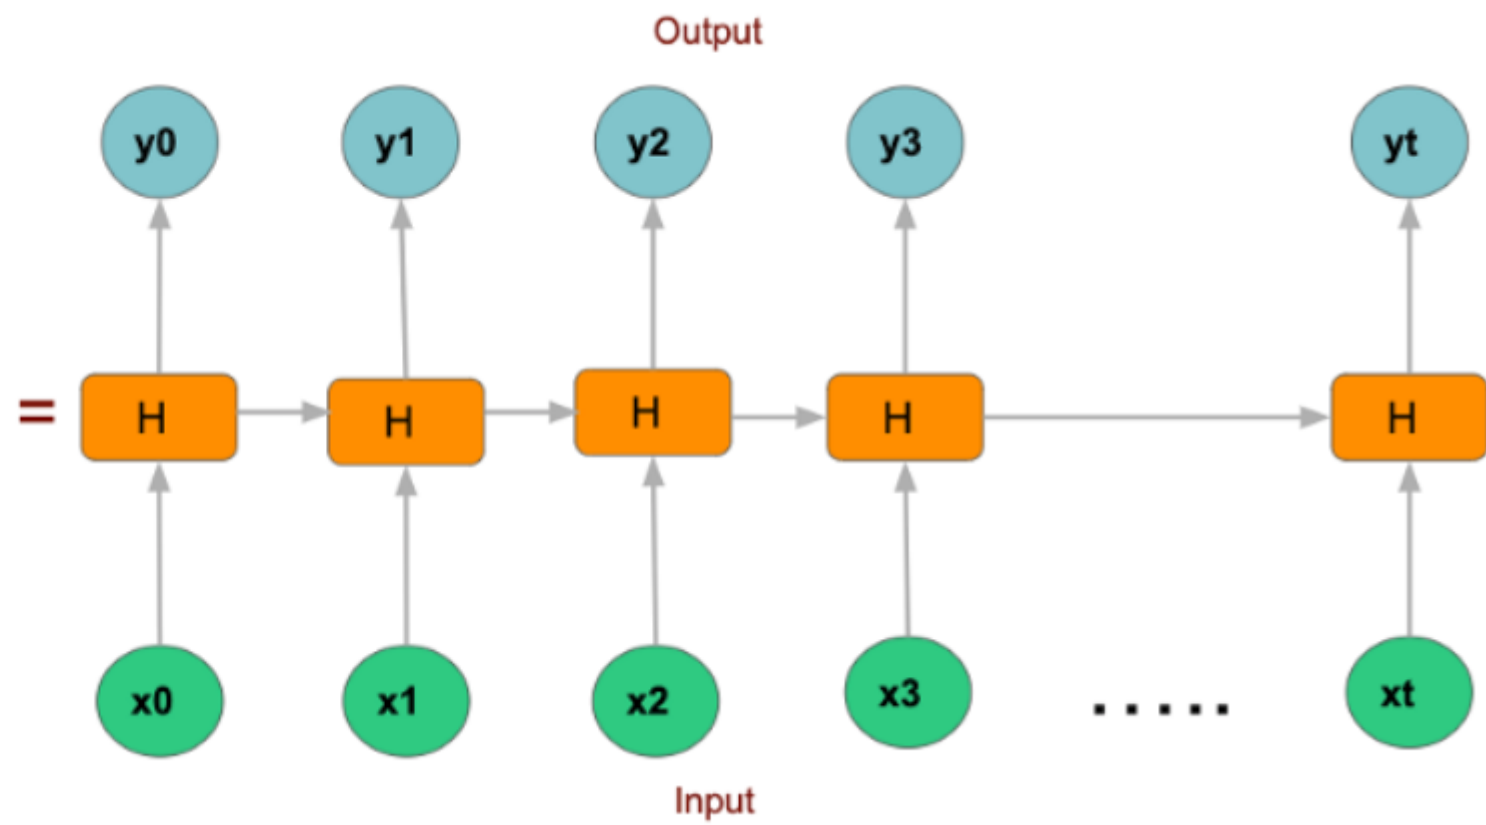 Output
y0 y1 y2 y3 yt
= H H H H H
x0 x1 x2 x3 ..... xt
Input